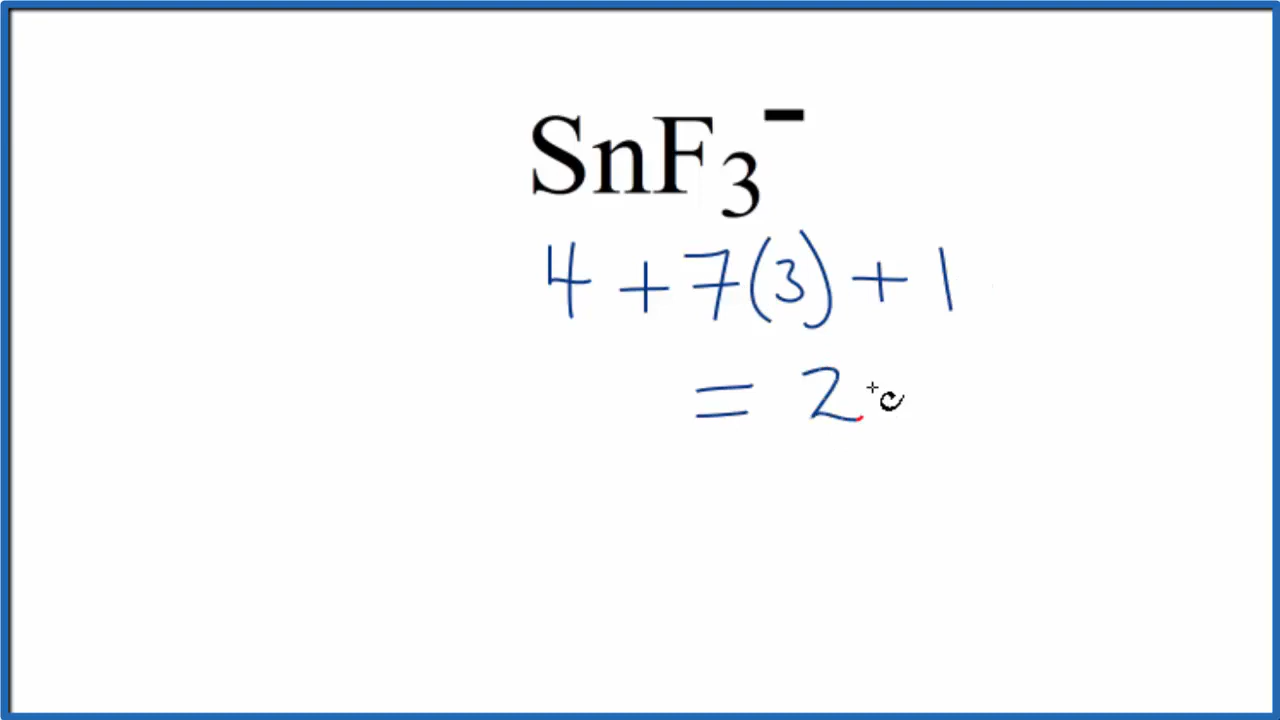 SnF₃⁻
4 + 7(3) + 1
= 2